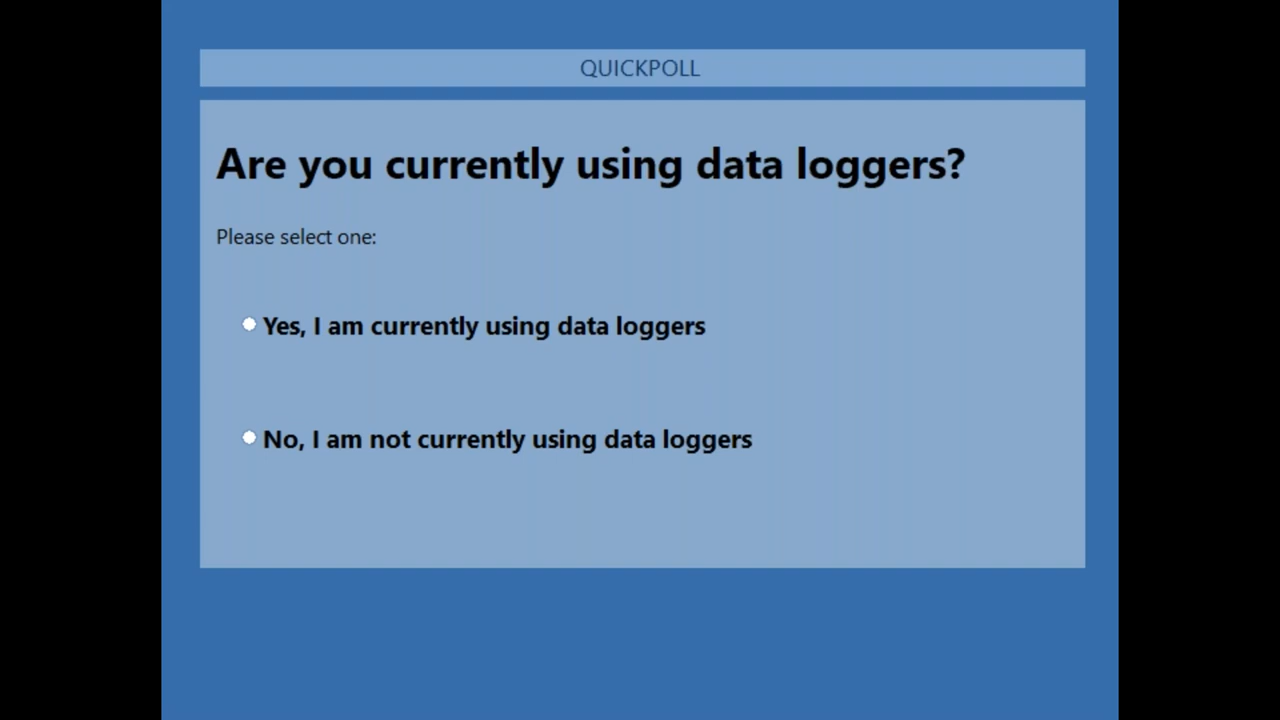 QUICKPOLL
Are you currently using data loggers?
Please select one:
Yes, I am currently using data loggers
No, I am not currently using data loggers